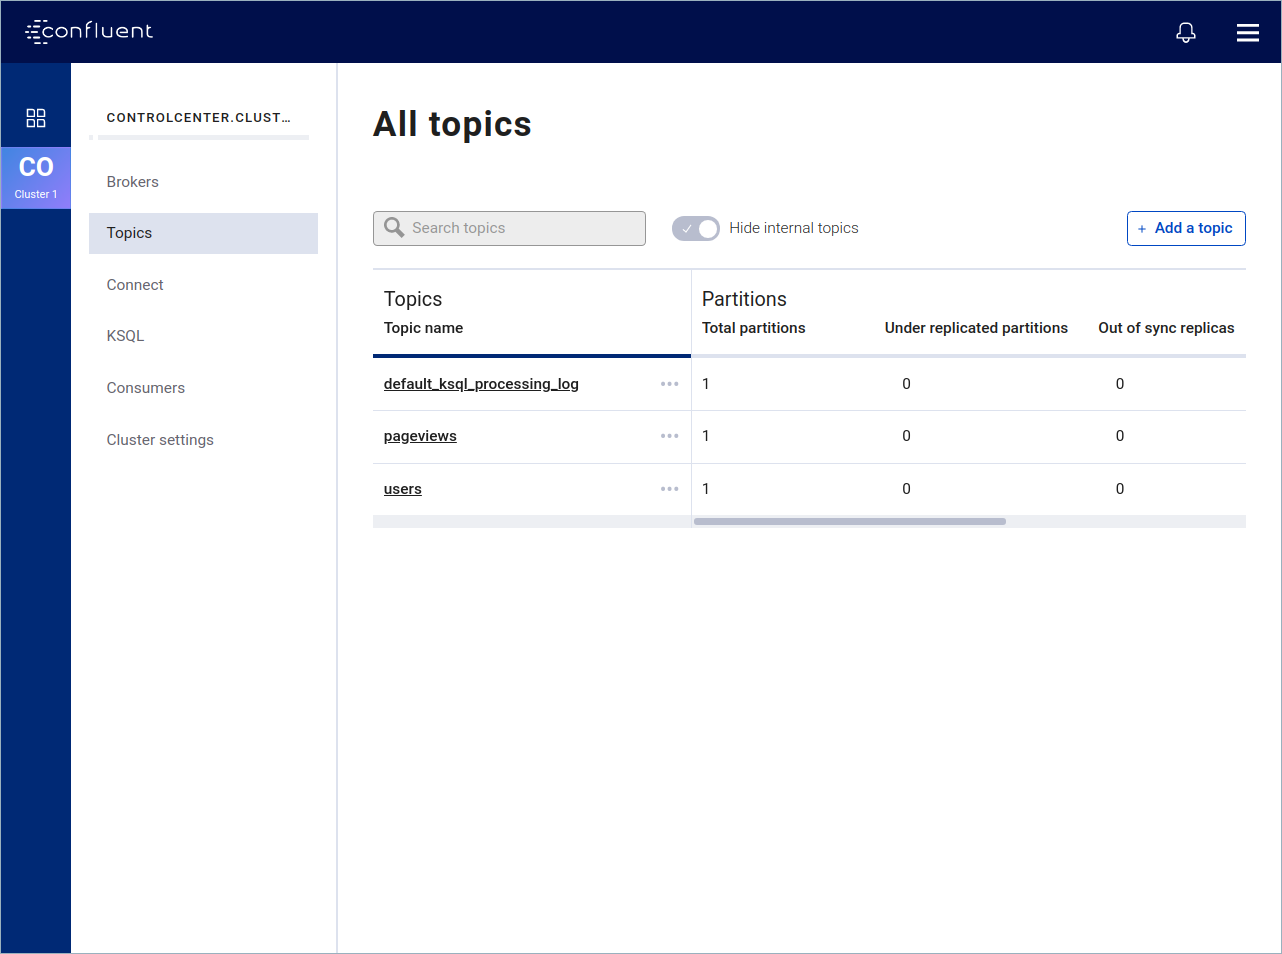 confluent
CO
Cluster 1
CONTROLCENTER.CLUST...
Brokers
Topics
Connect
KSQL
Consumers
Cluster settings
All topics
Search topics
Hide internal topics
+ Add a topic
Topics Partitions
Topic name Total partitions Under replicated partitions Out of sync replicas
default_ksql_processing_log ••• 1 0 0
pageviews ••• 1 0 0
users ••• 1 0 0